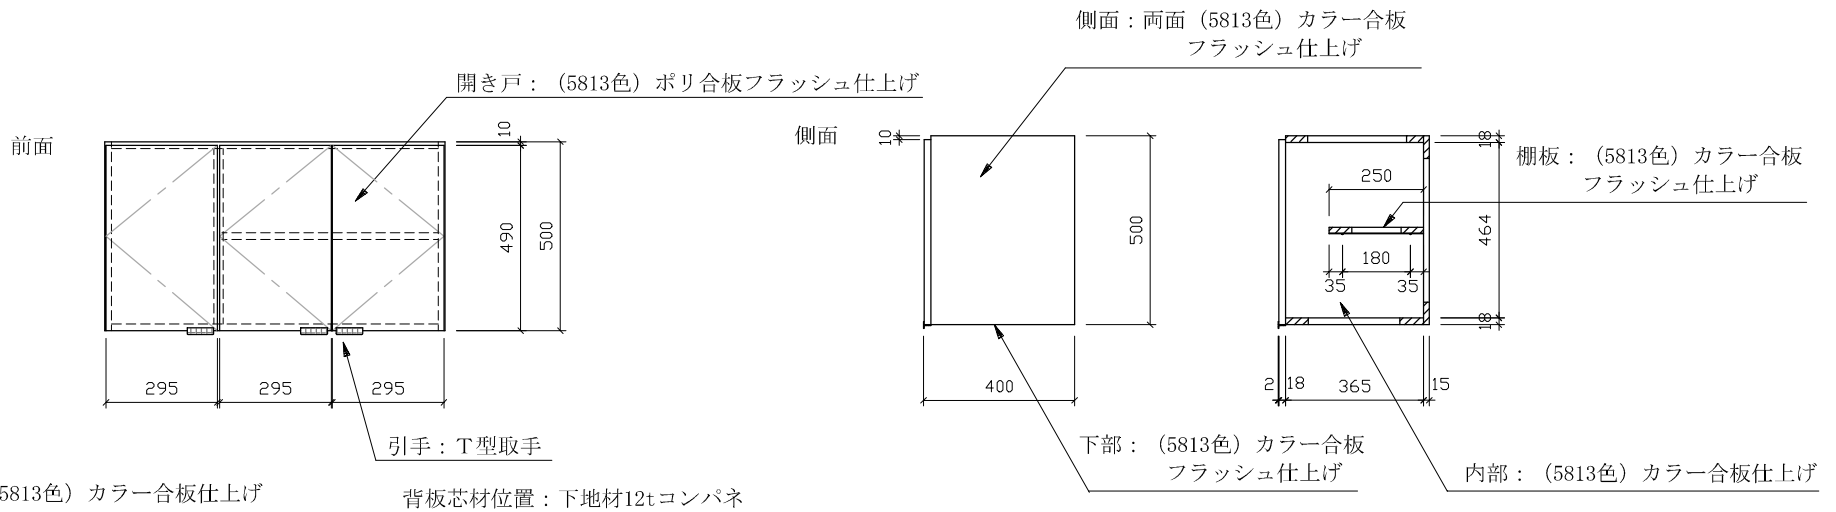 側面：両面（5813色）カラー合板
フラッシュ仕上げ
開き戸：（5813色）ポリ合板フラッシュ仕上げ
前面
10
490
500
295
295
295
引手：Ｔ型取手
5813色）カラー合板仕上げ
背板芯材位置：下地材12tコンパネ
側面
10
500
400
下部：（5813色）カラー合板
フラッシュ仕上げ
18
棚板：（5813色）カラー合板
フラッシュ仕上げ
250
464
180
35
35
18
2
18
365
15
内部：（5813色）カラー合板仕上げ